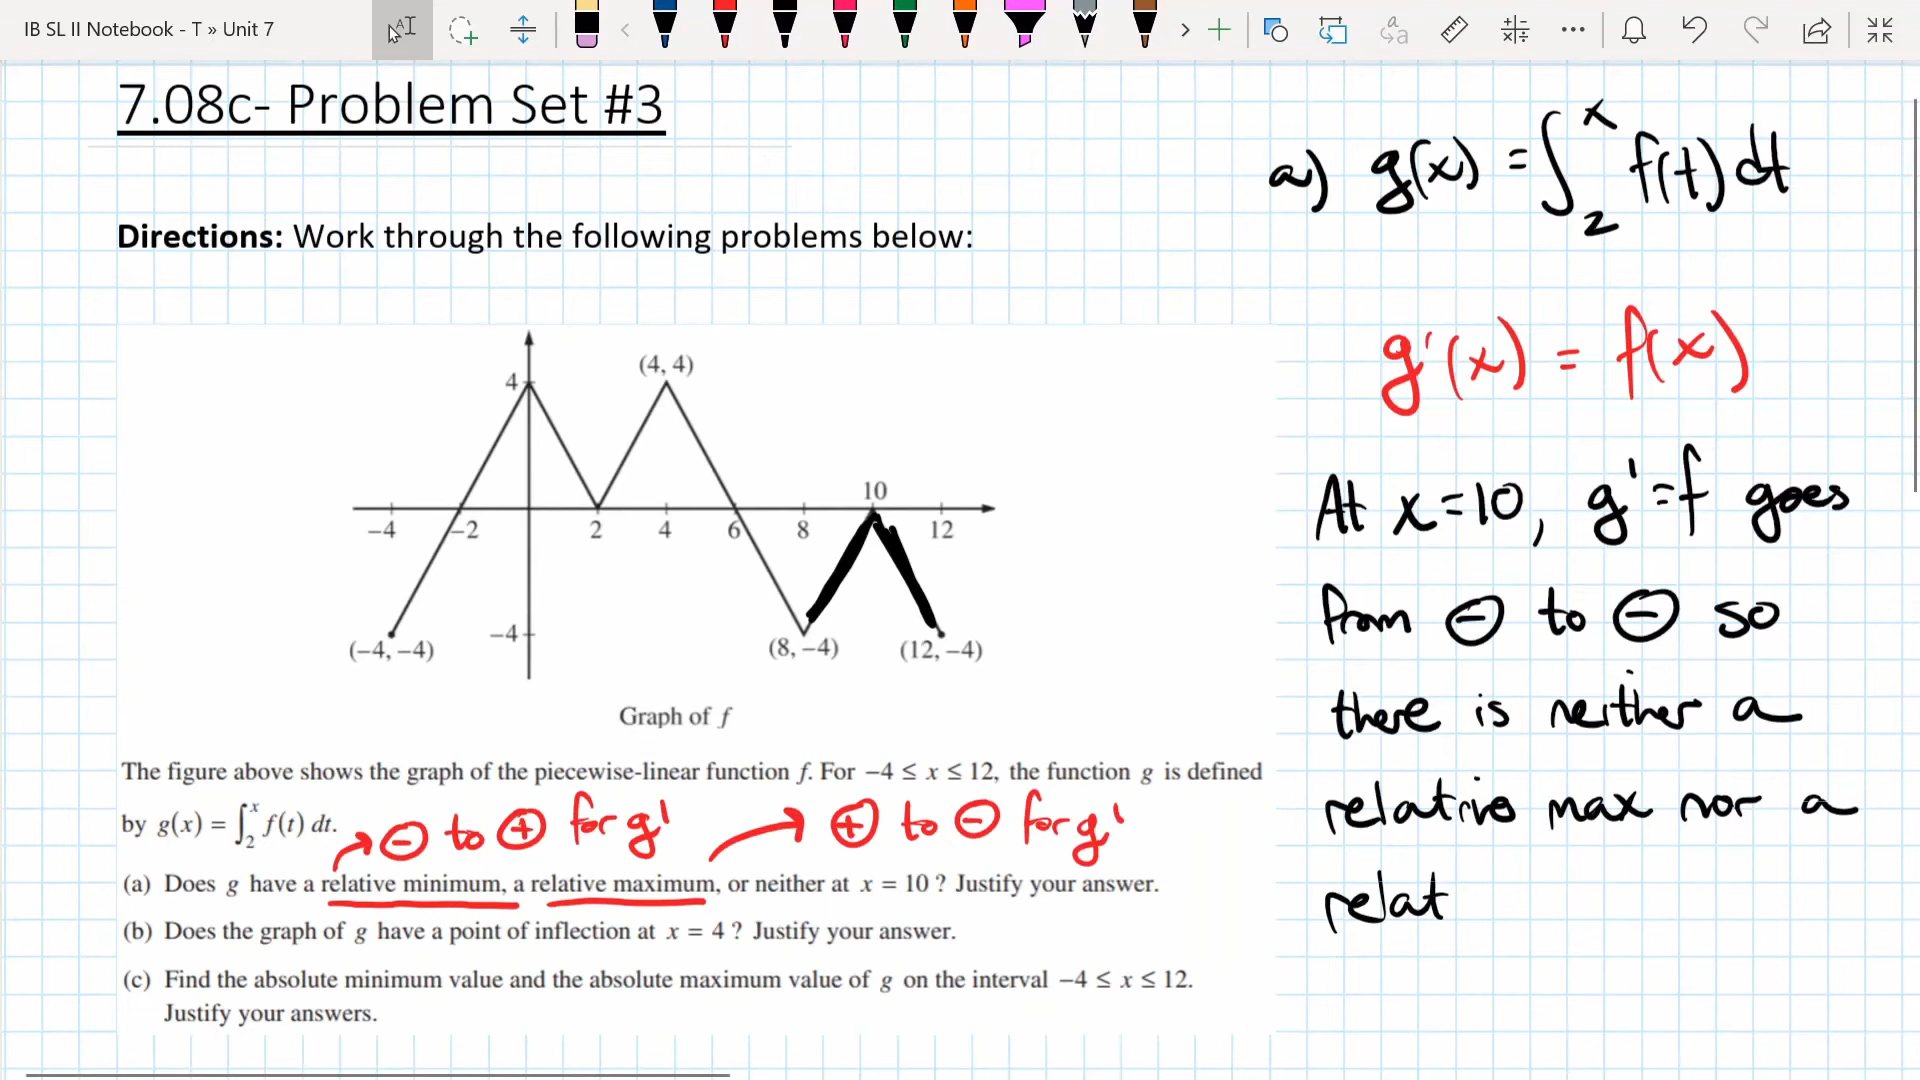 IB SL II Notebook - T » Unit 7
7.08c- Problem Set #3
Directions: Work through the following problems below:
(4, 4)
4
10
−4 −2 2 4 6 8 12
−4
(−4, −4) (8, −4) (12, −4)
Graph of f
The figure above shows the graph of the piecewise-linear function f. For −4 ≤ x ≤ 12, the function g is defined
by g(x) = ∫₂ˣ f(t) dt.
⊖ to ⊕ for g' ⊕ to ⊖ for g'
(a) Does g have a relative minimum, a relative maximum, or neither at x = 10 ? Justify your answer.
(b) Does the graph of g have a point of inflection at x = 4 ? Justify your answer.
(c) Find the absolute minimum value and the absolute maximum value of g on the interval −4 ≤ x ≤ 12.
Justify your answers.
a) g(x) = ∫₂ˣ f(t) dt
g'(x) = f(x)
At x=10, g'=f goes
from ⊖ to ⊖ so
there is neither a
relative max nor a
relat